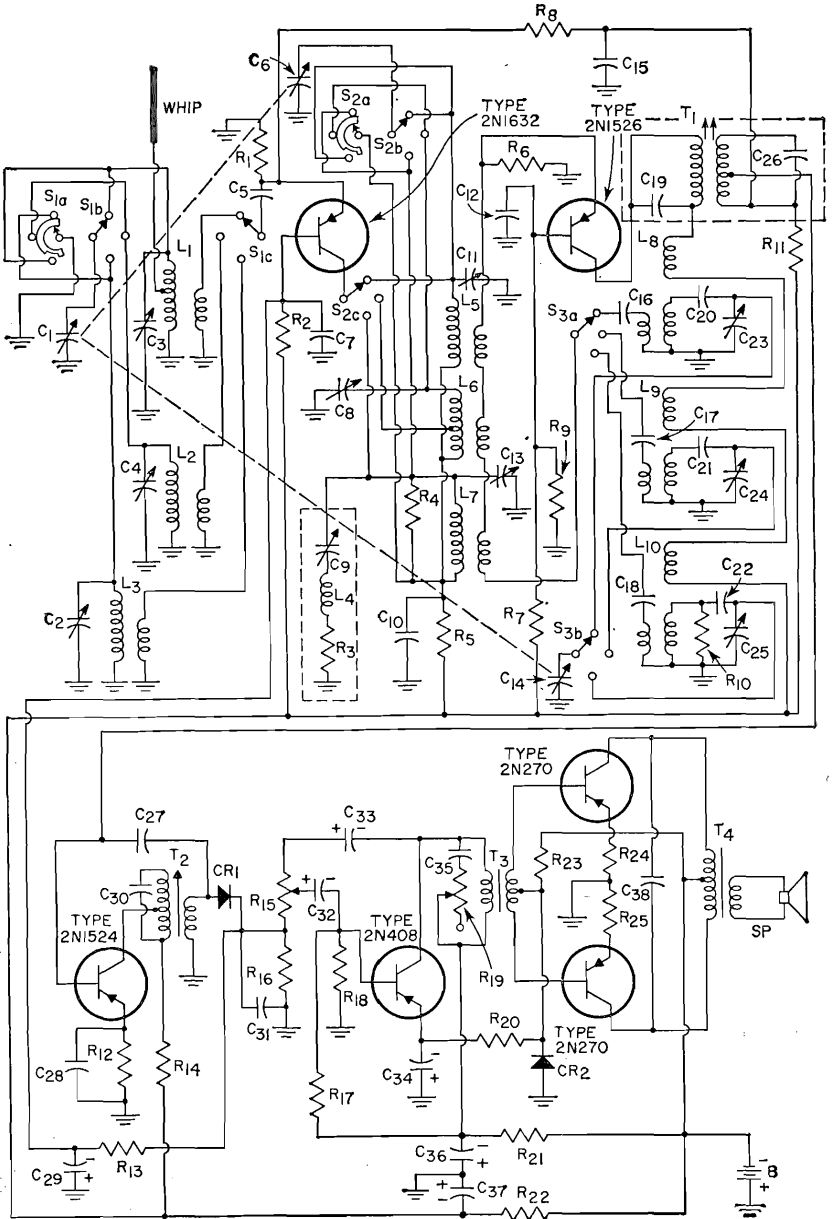 R8
C6
C15
S2a
TYPE
2N1632
TYPE
2N1526
T1
WHIP
S2b
R1
R6
C26
S1a
S1b
C5
C12
C19
L1
S1c
L8
R11
C11
S2c
L5
S3a
C16
C1
C3
R2
C7
C20
C23
C8
L6
L9
C17
C4
L2
R9
C13
C21
C24
R4
L7
L3
C9
L10
C22
C2
L4
C18
R7
S3b
C10
R5
C25
R3
C14
R10
TYPE
2N270
C27
C33
+ -
T2
CR1
C35
T3
R23
R24
T4
C30
R15
+ -
C32
C38
TYPE
2N1524
TYPE
2N408
R25
SP
R16
R18
R19
C31
R20
TYPE
2N270
R12
C28
R14
C34
-
+
CR2
R17
C29
-
+
R13
C36
-
+
R21
-
B
+
+
-
C37
R22